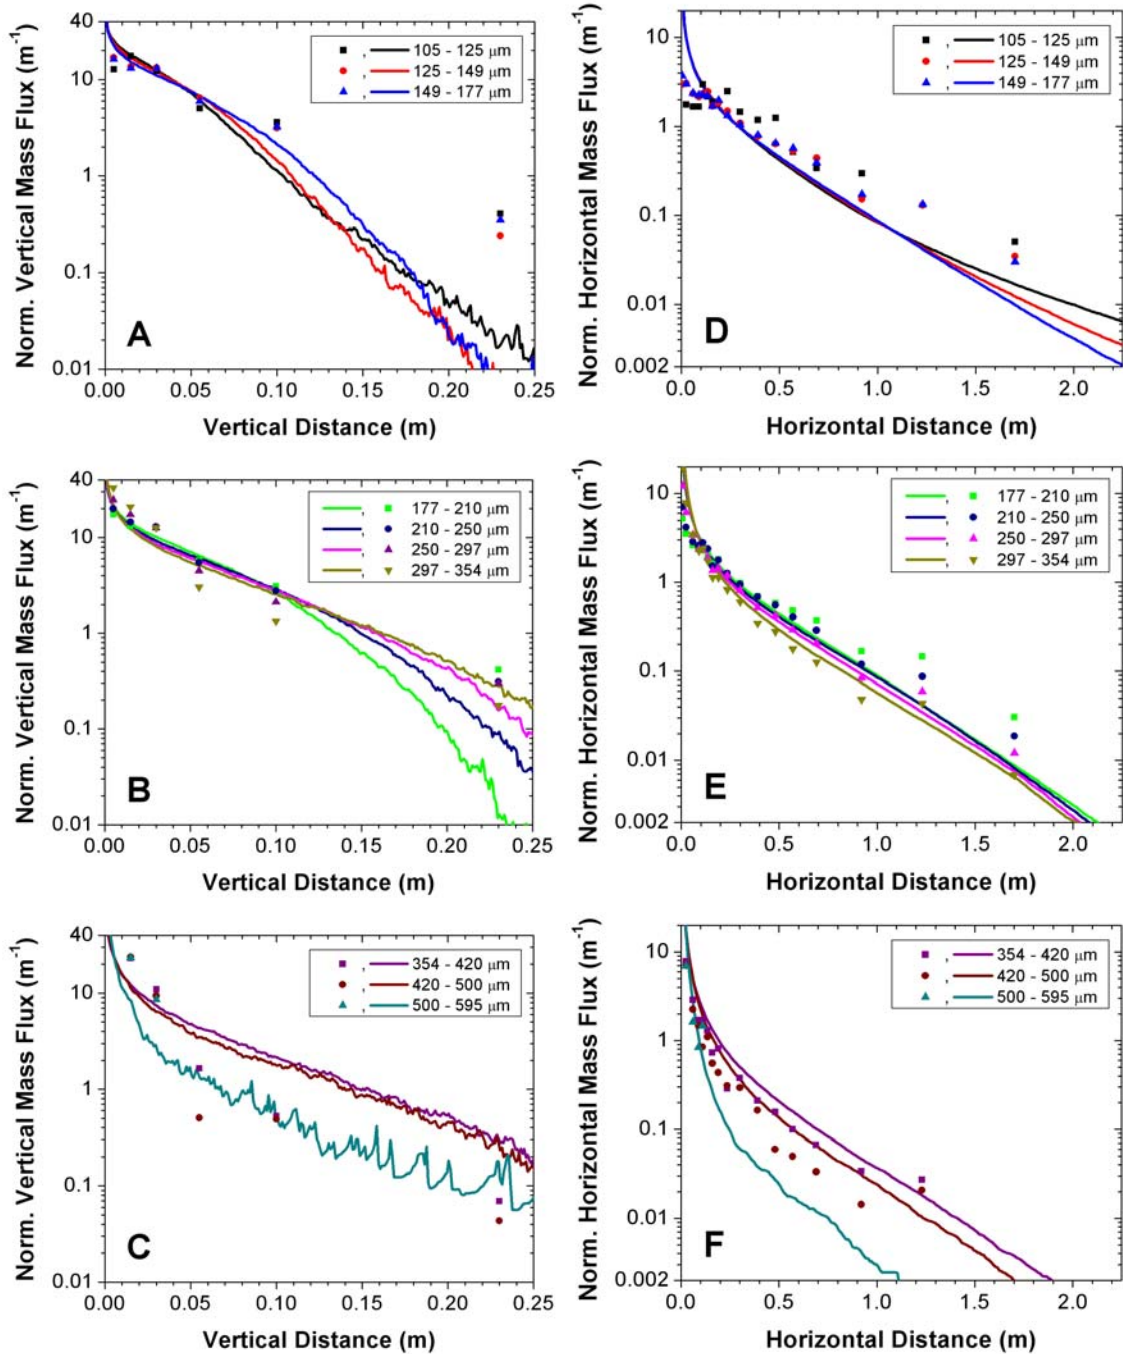 Norm. Vertical Mass Flux (m⁻¹)
40
10
1
0.1
0.01
, 105 - 125 μm
, 125 - 149 μm
, 149 - 177 μm
A
0.00 0.05 0.10 0.15 0.20 0.25
Vertical Distance (m)
Norm. Horizontal Mass Flux (m⁻¹)
10
1
0.1
0.01
0.002
, 105 - 125 μm
, 125 - 149 μm
, 149 - 177 μm
D
0.0 0.5 1.0 1.5 2.0
Horizontal Distance (m)
Norm. Vertical Mass Flux (m⁻¹)
40
10
1
0.1
0.01
, 177 - 210 μm
, 210 - 250 μm
, 250 - 297 μm
, 297 - 354 μm
B
0.00 0.05 0.10 0.15 0.20 0.25
Vertical Distance (m)
Norm. Horizontal Mass Flux (m⁻¹)
10
1
0.1
0.01
0.002
, 177 - 210 μm
, 210 - 250 μm
, 250 - 297 μm
, 297 - 354 μm
E
0.0 0.5 1.0 1.5 2.0
Horizontal Distance (m)
Norm. Vertical Mass Flux (m⁻¹)
40
10
1
0.1
0.01
, 354 - 420 μm
, 420 - 500 μm
, 500 - 595 μm
C
0.00 0.05 0.10 0.15 0.20 0.25
Vertical Distance (m)
Norm. Horizontal Mass Flux (m⁻¹)
10
1
0.1
0.01
0.002
, 354 - 420 μm
, 420 - 500 μm
, 500 - 595 μm
F
0.0 0.5 1.0 1.5 2.0
Horizontal Distance (m)